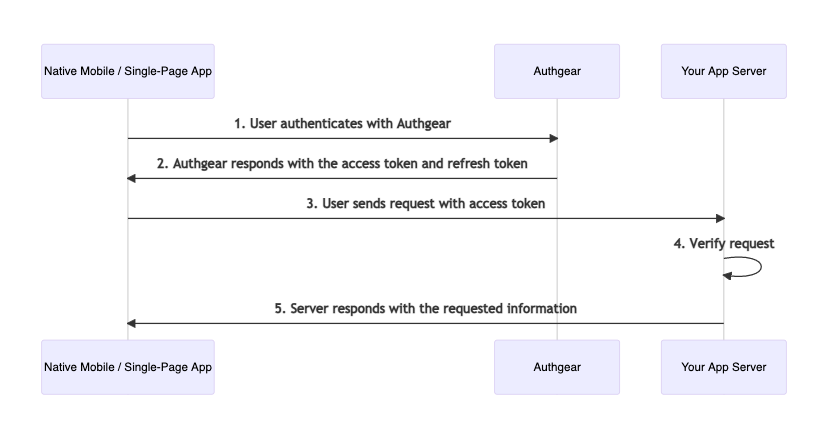 Native Mobile / Single-Page App
Authgear
Your App Server
1. User authenticates with Authgear
2. Authgear responds with the access token and refresh token
3. User sends request with access token
4. Verify request
5. Server responds with the requested information
Native Mobile / Single-Page App
Authgear
Your App Server